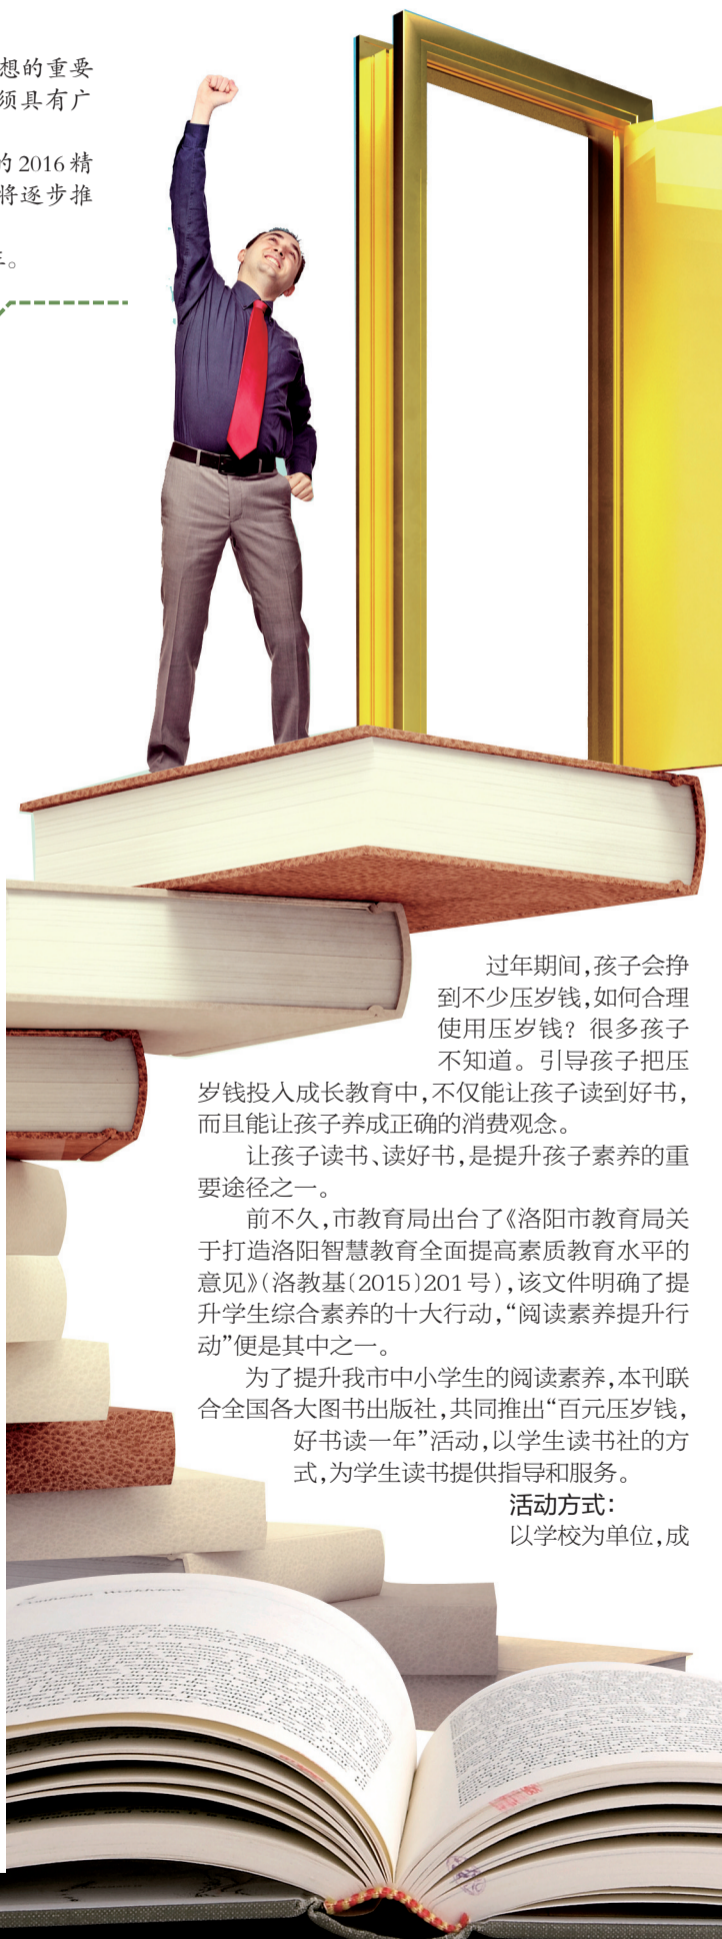 想的重要
须具有广
的 2016 精
将逐步推
过年期间,孩子会挣
到不少压岁钱,如何合理
使用压岁钱？很多孩子
不知道。引导孩子把压
岁钱投入成长教育中,不仅能让孩子读到好书,
而且能让孩子养成正确的消费观念。
让孩子读书、读好书,是提升孩子素养的重
要途径之一。
前不久,市教育局出台了《洛阳市教育局关
于打造洛阳智慧教育全面提高素质教育水平的
意见》(洛教基〔2015〕201号),该文件明确了提
升学生综合素养的十大行动,“阅读素养提升行
动”便是其中之一。
为了提升我市中小学生的阅读素养,本刊联
合全国各大图书出版社,共同推出“百元压岁钱,
好书读一年”活动,以学生读书社的方
式,为学生读书提供指导和服务。
活动方式：
以学校为单位,成